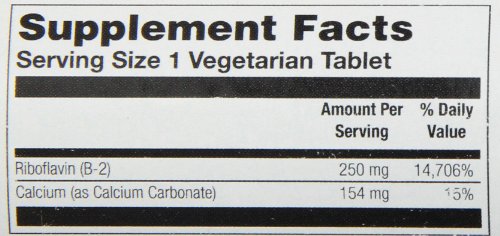 Supplement Facts
Serving Size 1 Vegetarian Tablet
Amount Per % Daily
Serving Value
Riboflavin (B-2) 250 mg 14,706%
Calcium (as Calcium Carbonate) 154 mg 15%